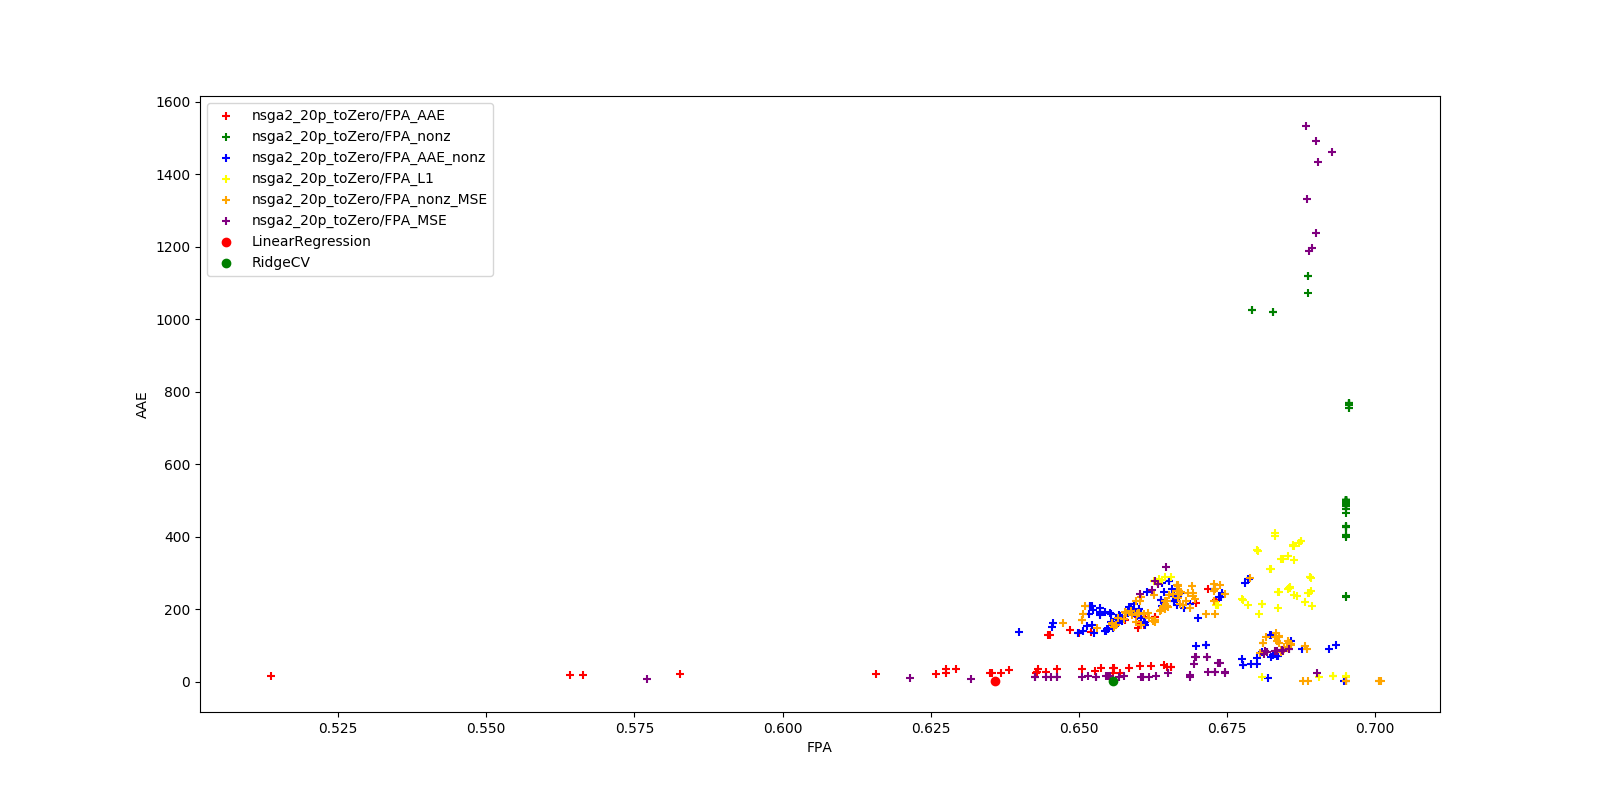 1600
1400
1200
1000
800
600
400
200
0
AAE
nsga2_20p_toZero/FPA_AAE
nsga2_20p_toZero/FPA_nonz
nsga2_20p_toZero/FPA_AAE_nonz
nsga2_20p_toZero/FPA_L1
nsga2_20p_toZero/FPA_nonz_MSE
nsga2_20p_toZero/FPA_MSE
LinearRegression
RidgeCV
0.525 0.550 0.575 0.600 0.625 0.650 0.675 0.700
FPA